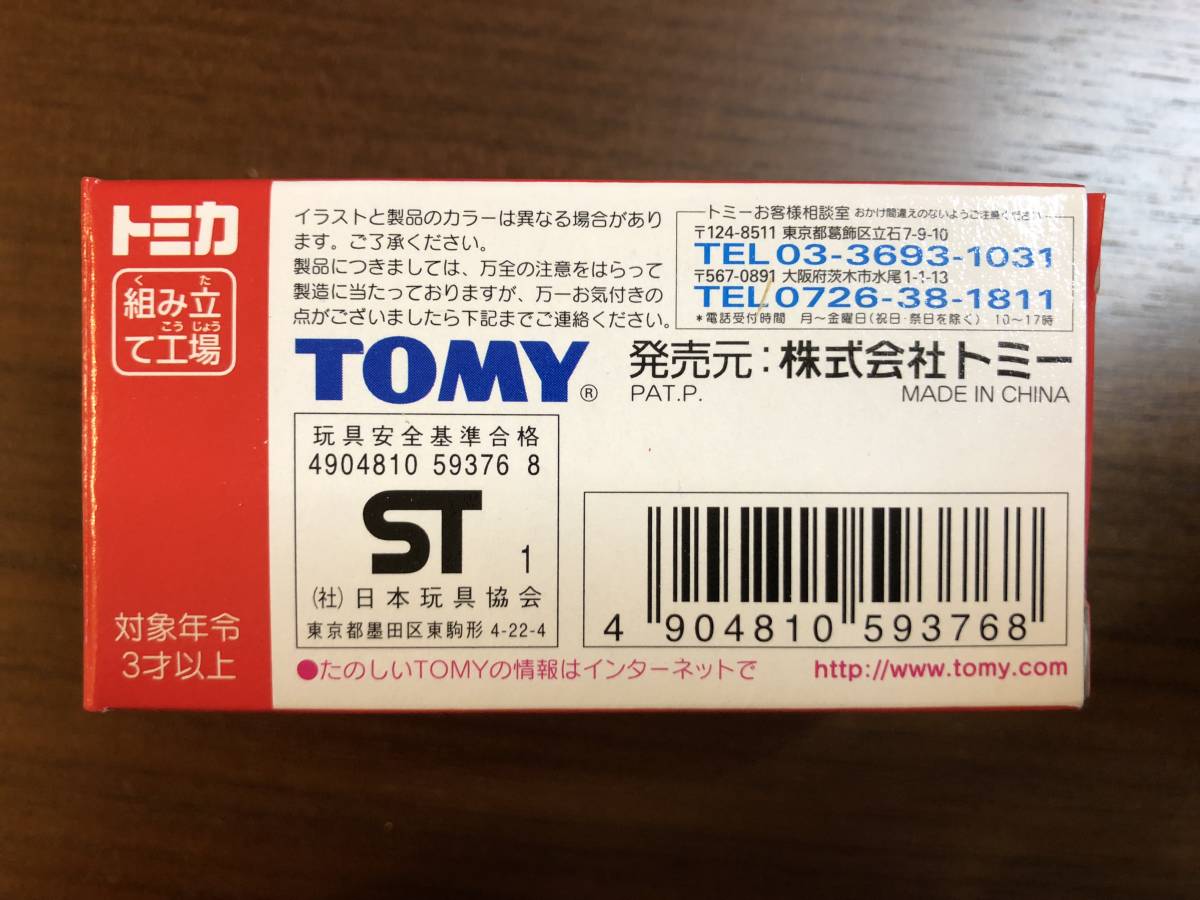 トミカ
く た
組み立
こう じょう
て工場
対象年令
3才以上
イラストと製品のカラーは異なる場合があり
ます。ご了承ください。
製品につきましては、万全の注意をはらって
製造に当たっておりますが、万一お気付きの
点がございましたら下記までご連絡ください。
トミーお客様相談室 おかけ間違えのないようご注意ください
〒124-8511 東京都葛飾区立石7-9-10
TEL 03-3693-1031
〒567-0891 大阪府茨木市水尾1-1-13
TEL 0726-38-1811
*電話受付時間 月〜金曜日(祝日・祭日を除く) 10〜17時
TOMY®
発売元:株式会社トミー
PAT.P. MADE IN CHINA
玩具安全基準合格
4904810 59376 8
ST 1
(社)日本玩具協会
東京都墨田区東駒形 4-22-4
4 904810 593768
●たのしいTOMYの情報はインターネットで http://www.tomy.com